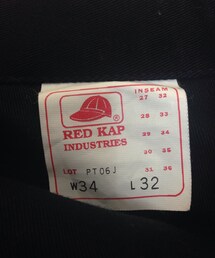 INSEAM
27 32
28 33
29 34
30 35
31 36
RED KAP
INDUSTRIES
LOT PT06J
W34 L32